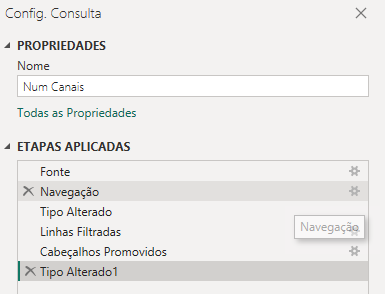 Config. Consulta
PROPRIEDADES
Nome
Num Canais
Todas as Propriedades
ETAPAS APLICADAS
Fonte
Navegação
Tipo Alterado
Navegação
Linhas Filtradas
Cabeçalhos Promovidos
Tipo Alterado1